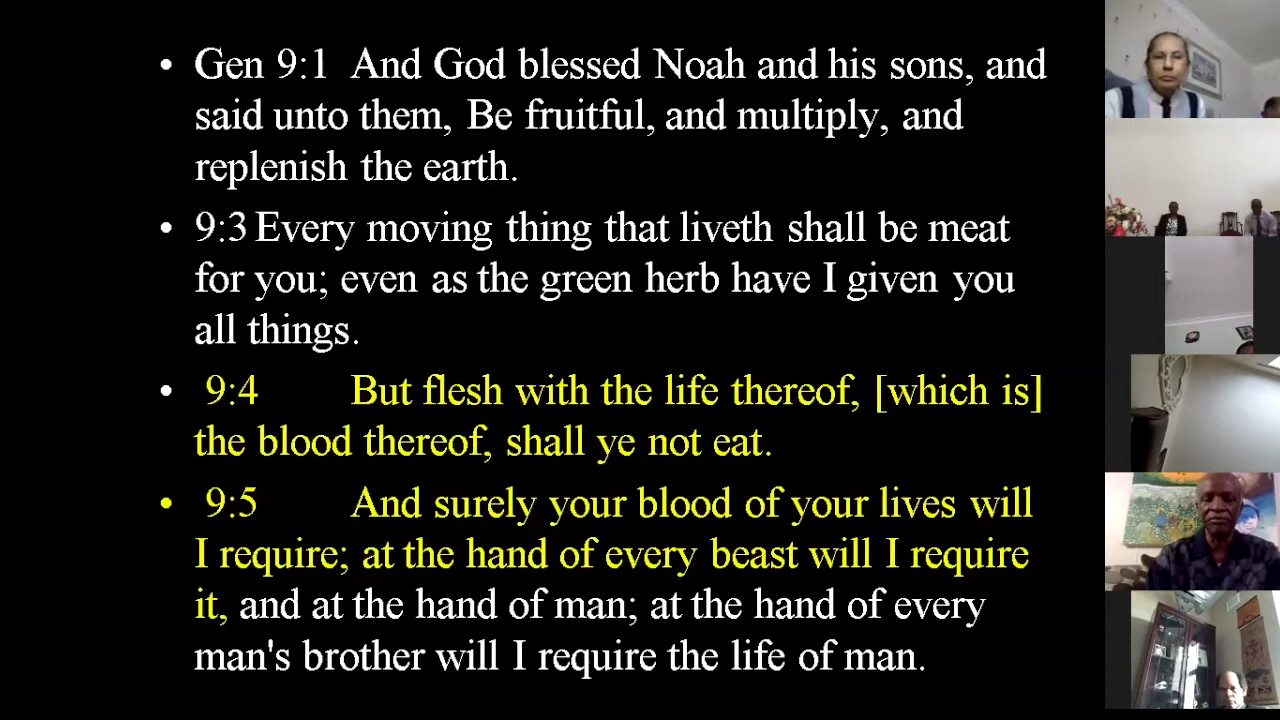 • Gen 9:1 And God blessed Noah and his sons, and
said unto them, Be fruitful, and multiply, and
replenish the earth.
• 9:3 Every moving thing that liveth shall be meat
for you; even as the green herb have I given you
all things.
• 9:4 But flesh with the life thereof, [which is]
the blood thereof, shall ye not eat.
• 9:5 And surely your blood of your lives will
I require; at the hand of every beast will I require
it, and at the hand of man; at the hand of every
man's brother will I require the life of man.